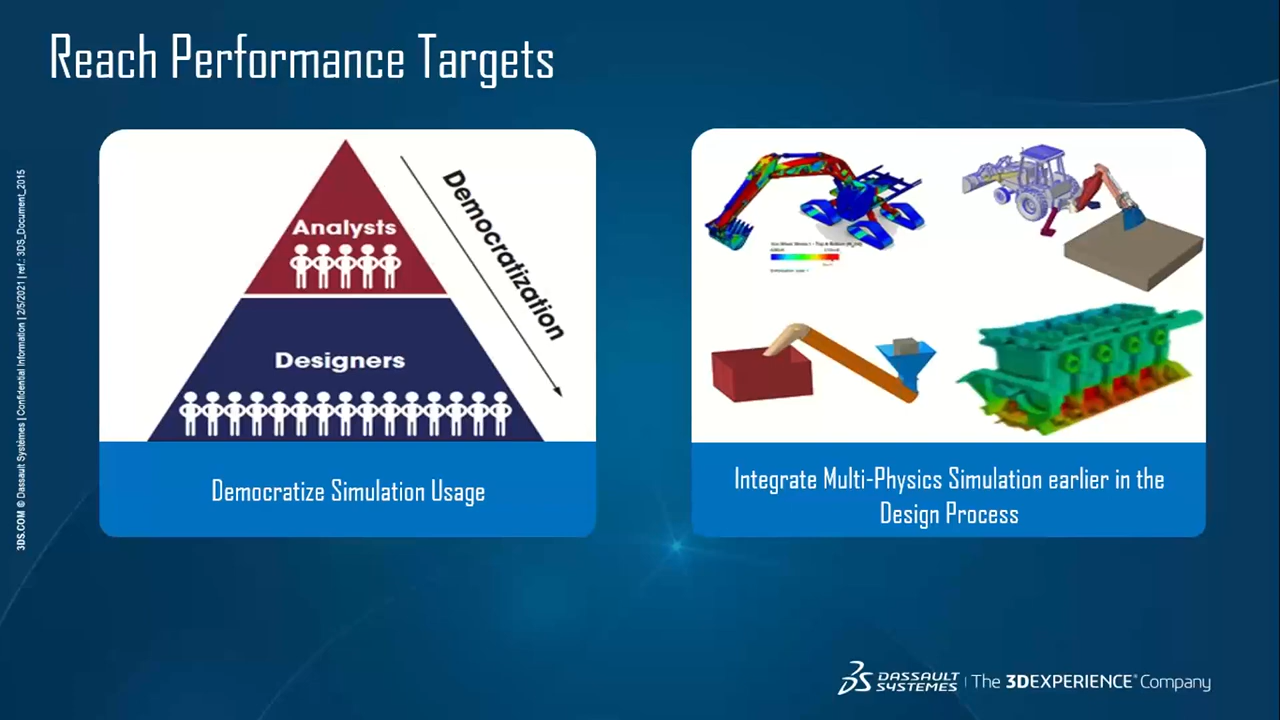 Reach Performance Targets
Analysts
Designers
Democratization
Democratize Simulation Usage
Integrate Multi-Physics Simulation earlier in the
Design Process
3DS.COM © Dassault Systèmes | Confidential Information | 2/5/2021 | ref.: 3DS_Document_2015
DASSAULT
SYSTEMES | The 3DEXPERIENCE® Company